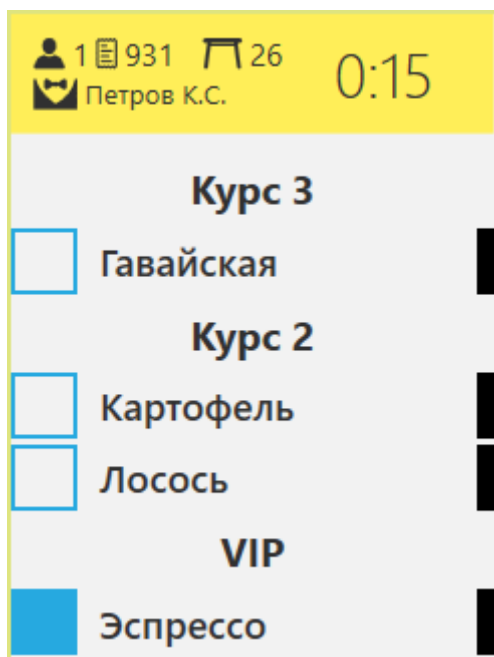 1 931 26
Петров К.С.
0:15
Курс 3
Гавайская
Курс 2
Картофель
Лосось
VIP
Эспрессо